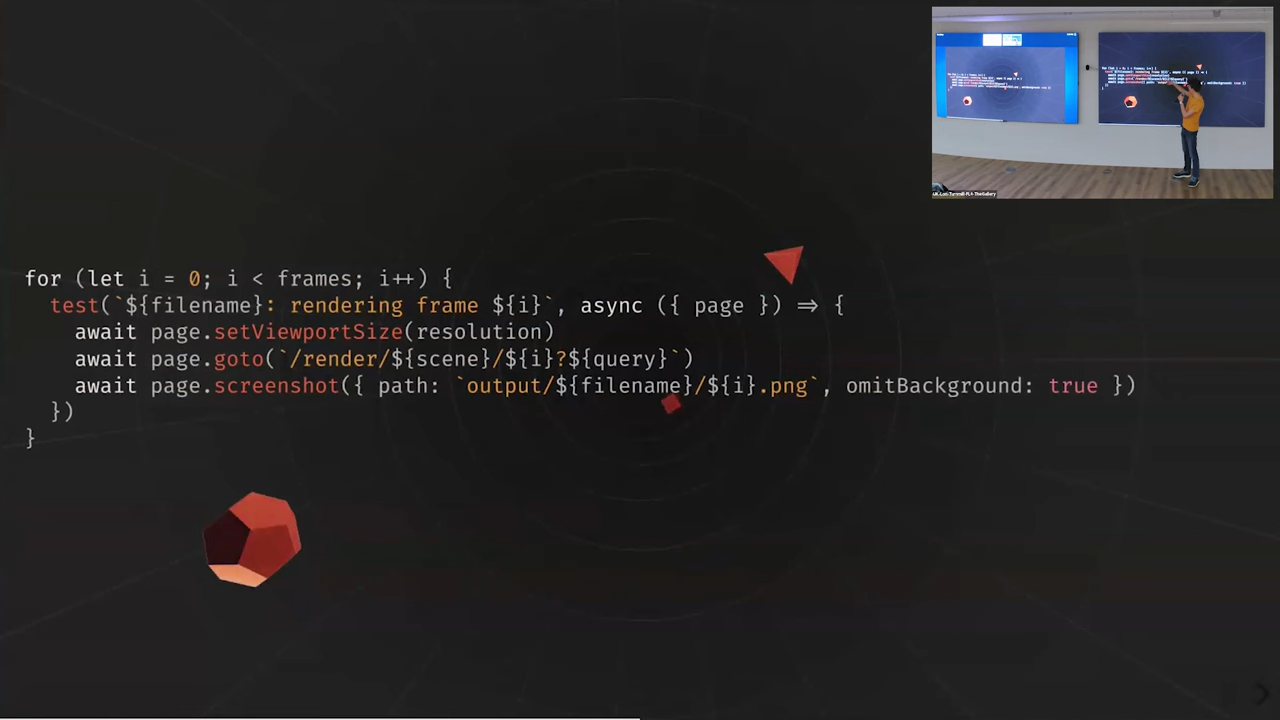 for (let i = 0; i < frames; i++) {
test(`${filename}: rendering frame ${i}`, async ({ page }) => {
await page.setViewportSize(resolution)
await page.goto(`/render/${scene}/${i}?${query}`)
await page.screenshot({ path: `output/${filename}/${i}.png`, omitBackground: true })
})
}